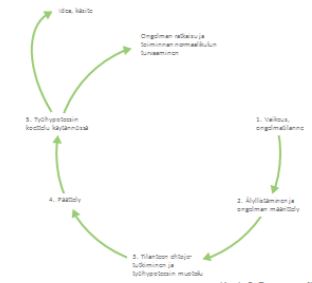 Idea, käsite
Ongelman ratkaisu ja
toiminnan normaalikulun
turvaaminen
5. Työhypoteesin
koettelu käytännössä
1. Vaikeus,
ongelmatilanne
4. Päättely
2. Älyllistäminen ja
ongelman määrittely
3. Tilanteen ehtojen
tutkiminen ja
työhypoteesin muotoilu